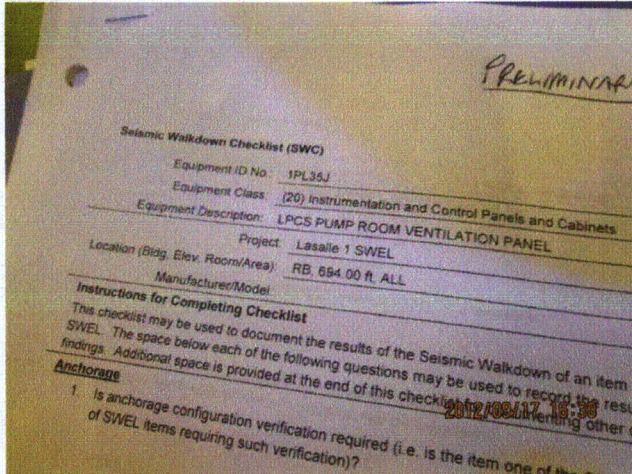 PRELIMINAR
Seismic Walkdown Checklist (SWC)
Equipment ID No.: 1PL35J
Equipment Class: (20) Instrumentation and Control Panels and Cabinets
Equipment Description: LPCS PUMP ROOM VENTILATION PANEL
Project: Lasalle 1 SWEL
Location (Bldg, Elev, Room/Area): RB, 694.00 ft, ALL
Manufacturer/Model:
Instructions for Completing Checklist
This checklist may be used to document the results of the Seismic Walkdown of an item
SWEL. The space below each of the following questions may be used to record the resu
findings. Additional space is provided at the end of this checklist other
2012/09/17 16:36
Anchorage
1. Is anchorage configuration verification required (i.e. is the item one of the
of SWEL items requiring such verification)?